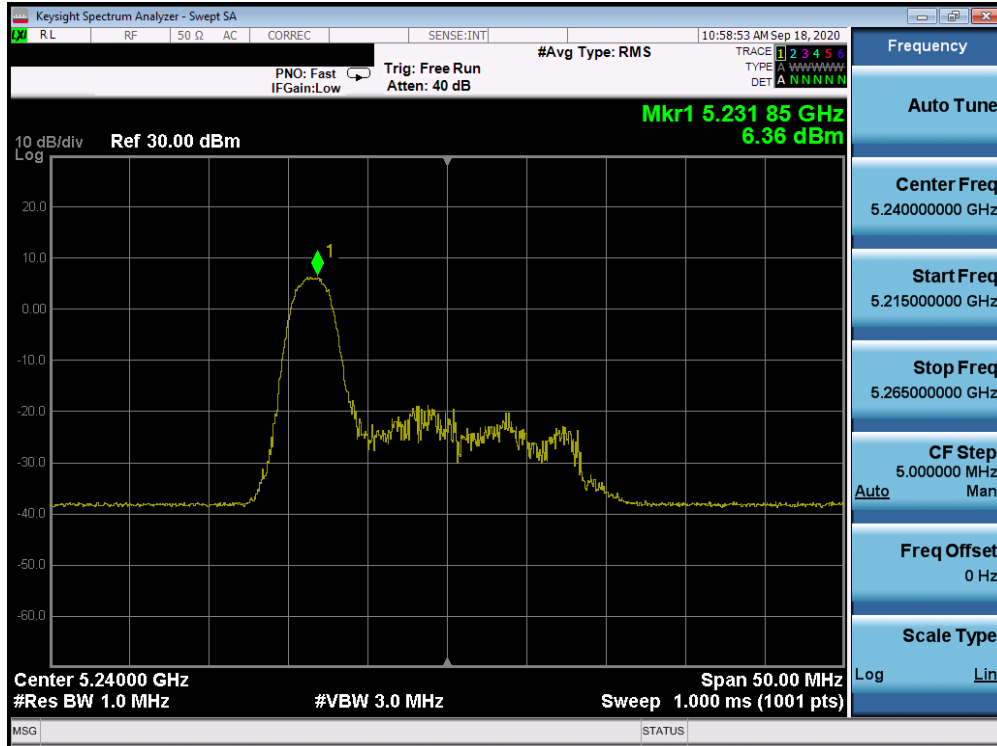 Keysight Spectrum Analyzer - Swept SA
LXI RL RF 50 Ω AC CORREC SENSE:INT 10:58:53 AM Sep 18, 2020
#Avg Type: RMS
TRACE 1 2 3 4 5 6
PNO: Fast Trig: Free Run TYPE A WWWWW
IFGain:Low Atten: 40 dB DET A N N N N N
Mkr1 5.231 85 GHz
6.36 dBm
10 dB/div Ref 30.00 dBm
Log
20.0
1
10.0
0.00
-10.0
-20.0
-30.0
-40.0
-50.0
-60.0
Center 5.24000 GHz Span 50.00 MHz
#Res BW 1.0 MHz #VBW 3.0 MHz Sweep 1.000 ms (1001 pts)
MSG STATUS
Frequency
Auto Tune
Center Freq
5.240000000 GHz
Start Freq
5.215000000 GHz
Stop Freq
5.265000000 GHz
CF Step
5.000000 MHz
Auto Man
Freq Offset
0 Hz
Scale Type
Log Lin